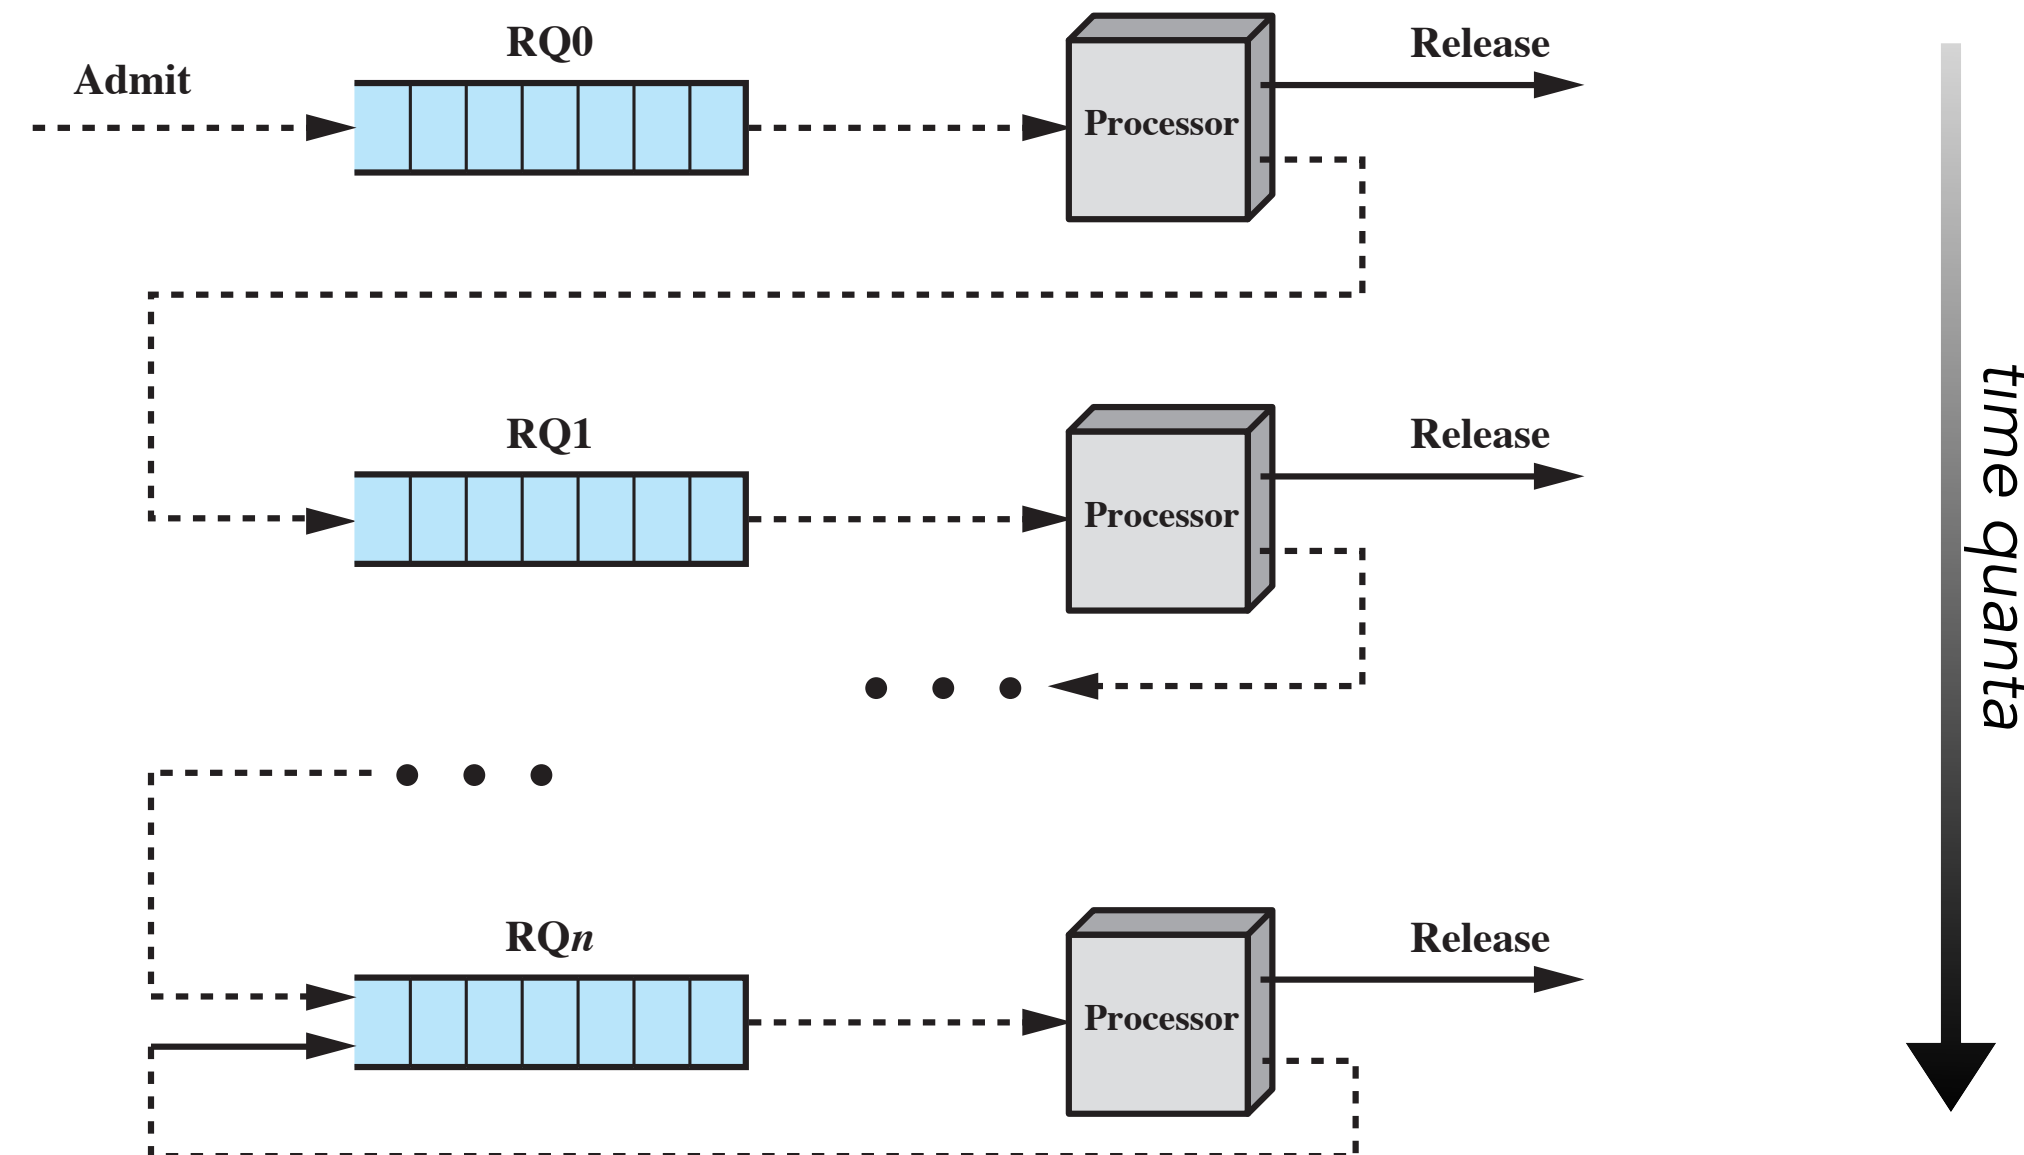 RQ0
Release
Admit
Processor
RQ1
Release
Processor
time quanta
RQn
Release
Processor